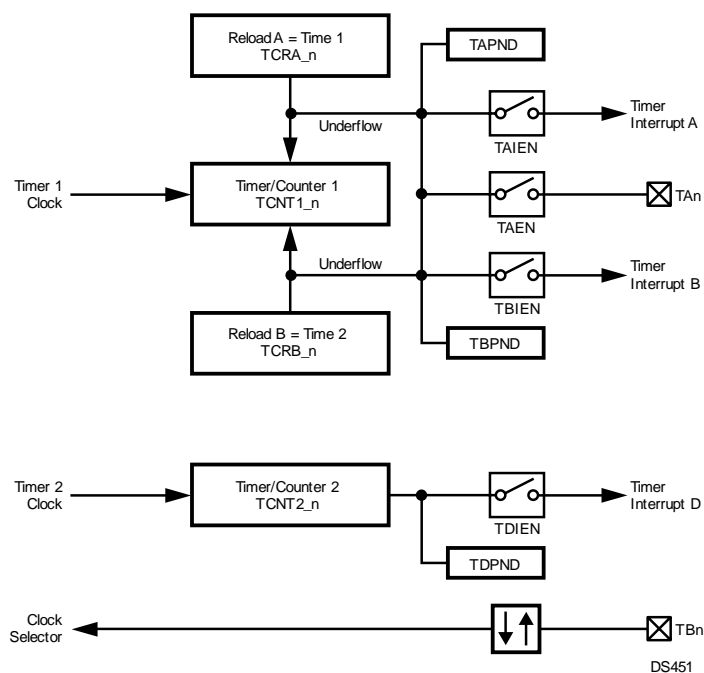 Reload A = Time 1
TCRA_n
TAPND
Underflow
Timer
Interrupt A
TAIEN
Timer 1
Clock
Timer/Counter 1
TCNT1_n
TAn
TAEN
Underflow
Timer
Interrupt B
TBIEN
Reload B = Time 2
TCRB_n
TBPND
Timer 2
Clock
Timer/Counter 2
TCNT2_n
Timer
Interrupt D
TDIEN
TDPND
Clock
Selector
TBn
DS451